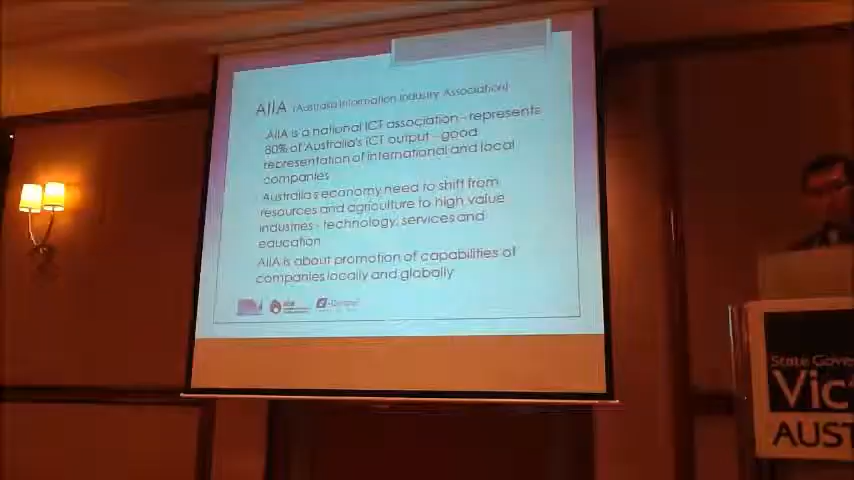 AIIA (Australia Information Industry Association)
AIIA is a national ICT association - represents
80% of Australia's ICT output - good
representation of international and local
companies
Australia's economy need to shift from
resources and agriculture to high value
industries - technology, services and
education
AIIA is about promotion of capabilities of
companies locally and globally
State Gove
Vic
AUST